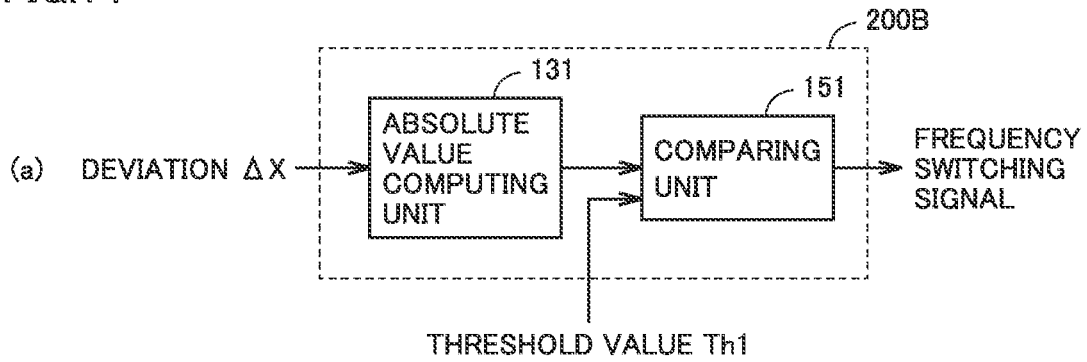 200B
131
151
ABSOLUTE
VALUE
COMPUTING
UNIT
COMPARING
UNIT
(a) DEVIATION ΔX
FREQUENCY
SWITCHING
SIGNAL
THRESHOLD VALUE Th1